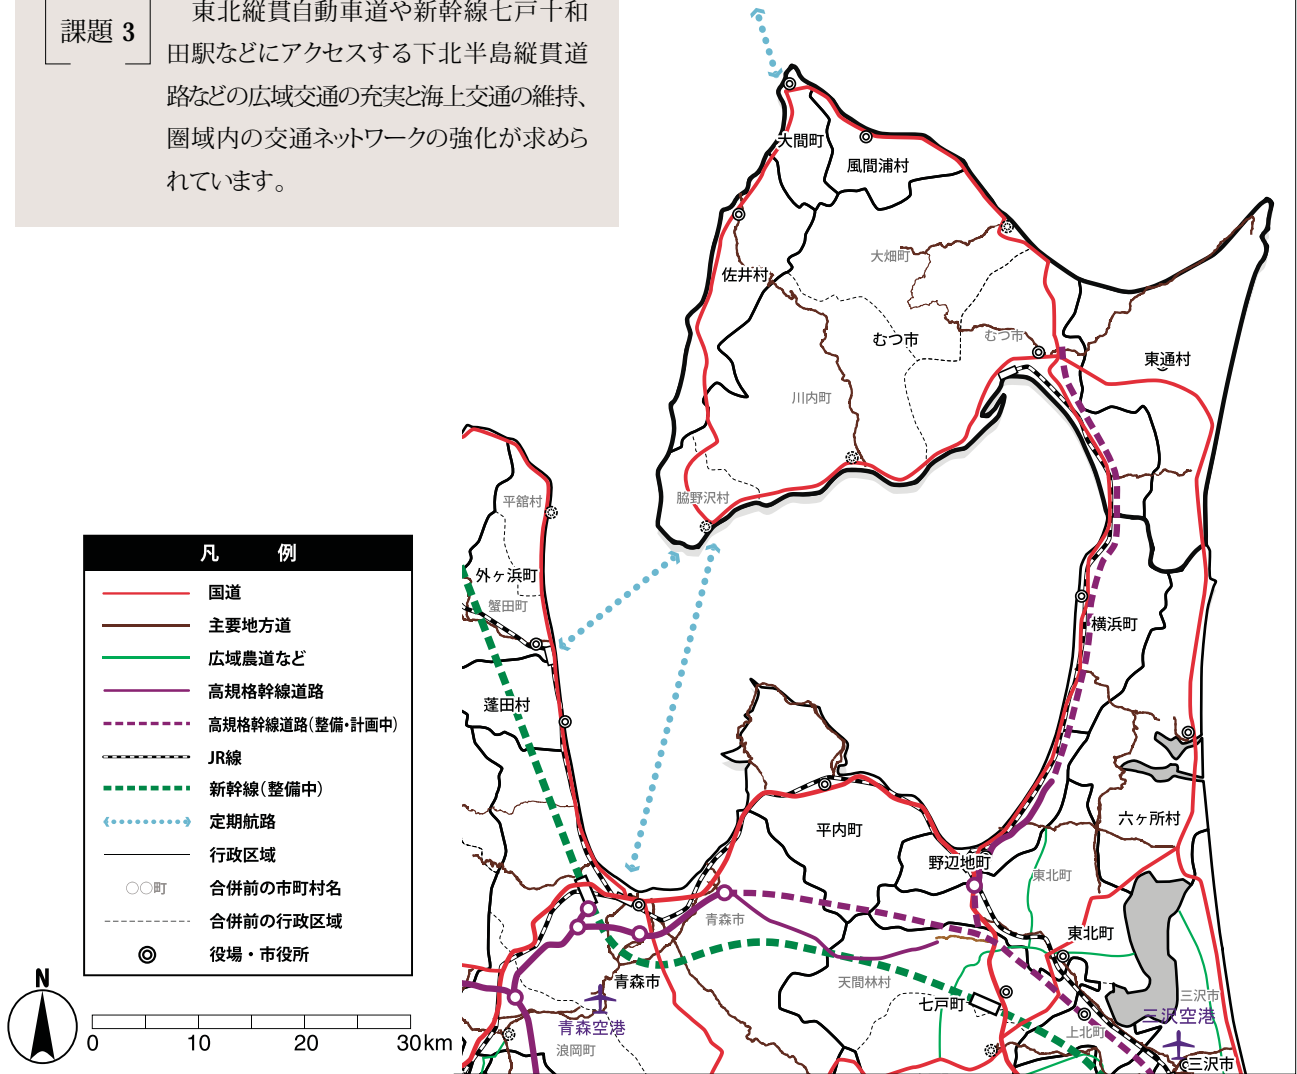 課題 3
東北縦貫自動車道や新幹線七戸十和
田駅などにアクセスする下北半島縦貫道
路などの広域交通の充実と海上交通の維持、
圏域内の交通ネットワークの強化が求めら
れています。
大間町
風間浦村
大畑町
佐井村
むつ市
むつ市
東通村
川内町
脇野沢村
平舘村
外ヶ浜町
蟹田町
横浜町
蓬田村
六ヶ所村
平内町
野辺地町
東北町
青森市
東北町
青森市
天間林村
七戸町
三沢市
三沢空港
青森空港
上北町
浪岡町
三沢市
凡 例
国道
主要地方道
広域農道など
高規格幹線道路
高規格幹線道路(整備・計画中)
JR線
新幹線(整備中)
定期航路
行政区域
○○町 合併前の市町村名
合併前の行政区域
役場・市役所
N
0 10 20 30km